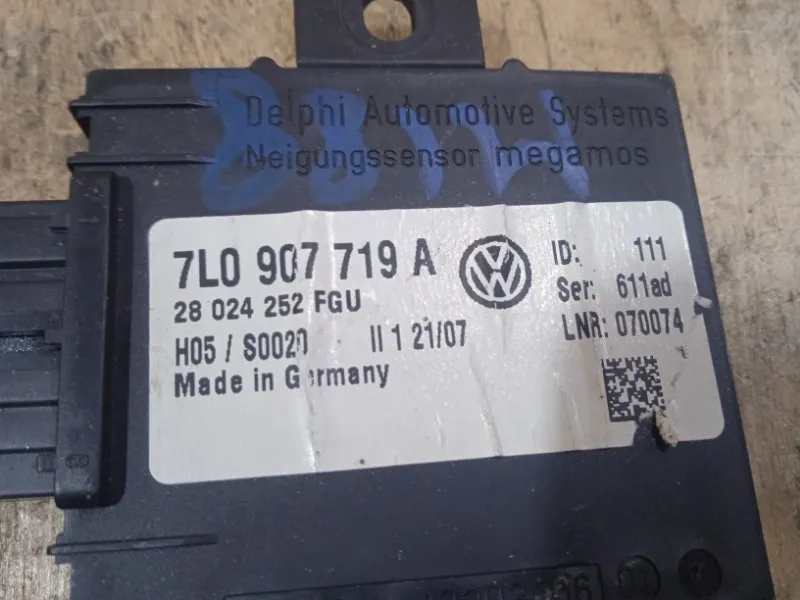 Delphi Automotive Systems
Neigungssensor megamos
7L0 907 719 A
28 024 252 FGU
H05 / S0020 II 1 21/07
Made in Germany
ID: 111
Ser: 611ad
LNR: 070074